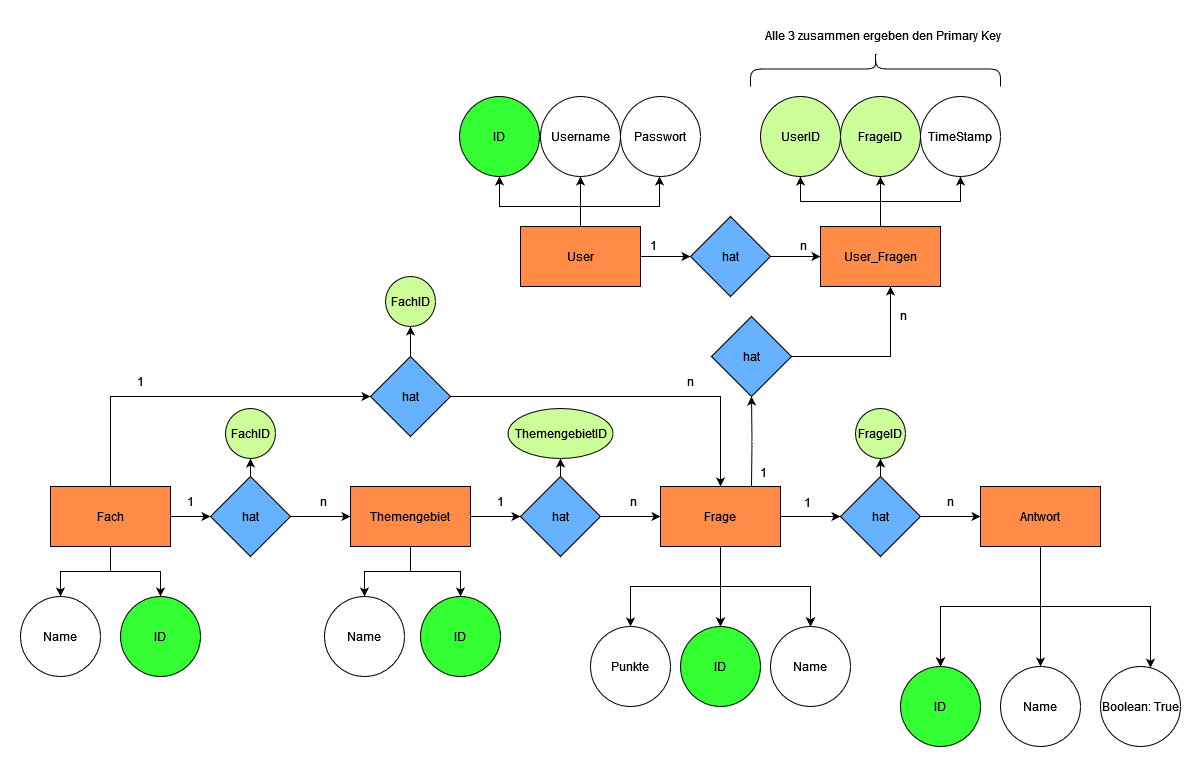 Alle 3 zusammen ergeben den Primary Key
ID
Username
Passwort
UserID
FrageID
TimeStamp
User
1
hat
n
User_Fragen
FachID
n
hat
1
hat
n
FachID
ThemengebietID
FrageID
1
Fach
1
hat
n
Themengebiet
1
hat
n
Frage
1
hat
n
Antwort
Name
ID
Name
ID
Punkte
ID
Name
ID
Name
Boolean: True